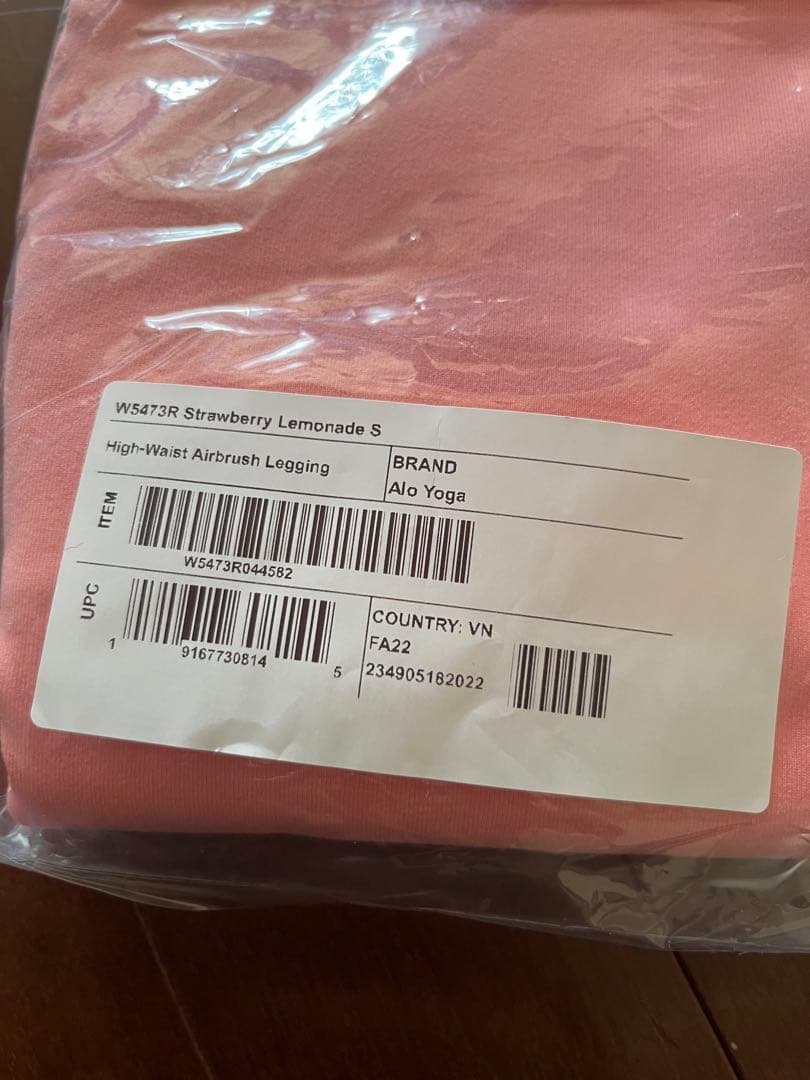 W5473R Strawberry Lemonade S
High-Waist Airbrush Legging
BRAND
Alo Yoga
ITEM
W5473R044582
UPC
1 9167730814 5
COUNTRY: VN
FA22
234905182022